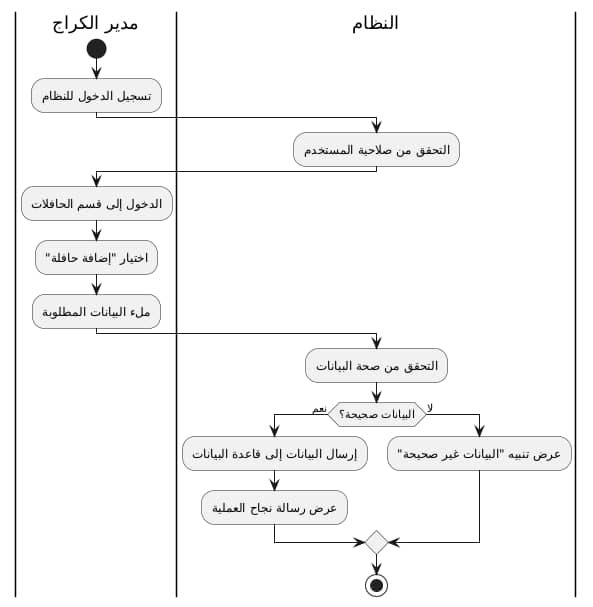 مدير الكراج
النظام
تسجيل الدخول للنظام
التحقق من صلاحية المستخدم
الدخول إلى قسم الحافلات
اختيار "إضافة حافلة"
ملء البيانات المطلوبة
التحقق من صحة البيانات
البيانات صحيحة؟
نعم
لا
إرسال البيانات إلى قاعدة البيانات
عرض تنبيه "البيانات غير صحيحة"
عرض رسالة نجاح العملية